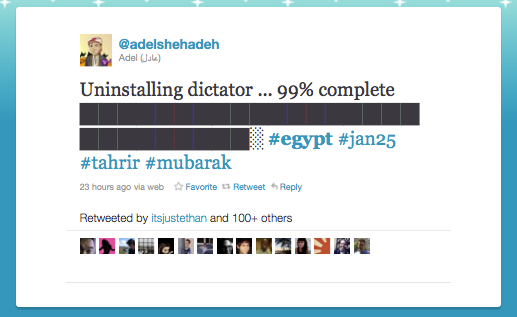 @adelshehadeh
Adel (عادل)
Uninstalling dictator ... 99% complete
██████████████████
█████████░ #egypt #jan25
#tahrir #mubarak
23 hours ago via web Favorite Retweet Reply
Retweeted by itsjustethan and 100+ others